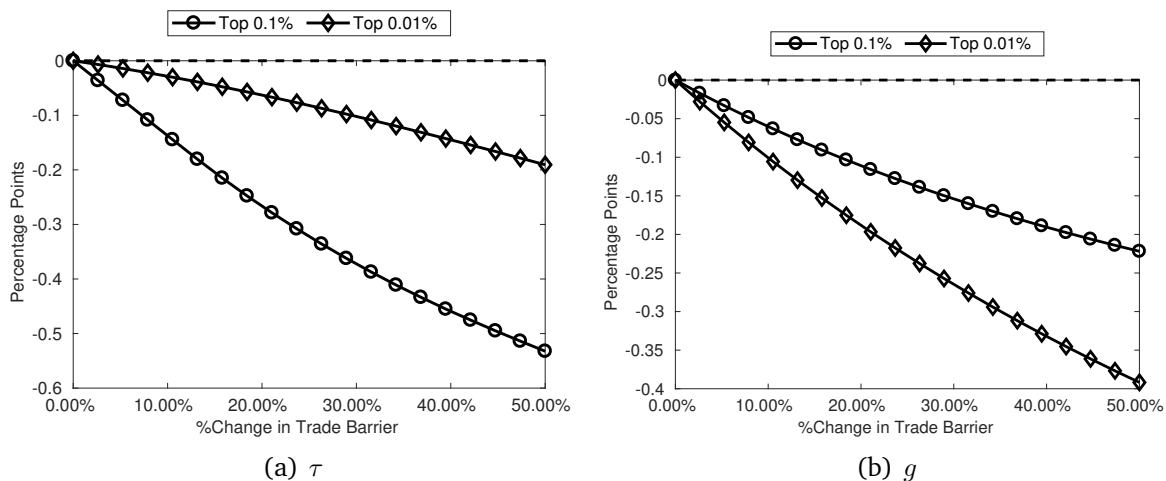 Top 0.1% Top 0.01%
0
-0.1
-0.2
-0.3
-0.4
-0.5
-0.6
Percentage Points
0.00% 10.00% 20.00% 30.00% 40.00% 50.00%
%Change in Trade Barrier
(a) τ
Top 0.1% Top 0.01%
0
-0.05
-0.1
-0.15
-0.2
-0.25
-0.3
-0.35
-0.4
Percentage Points
0.00% 10.00% 20.00% 30.00% 40.00% 50.00%
%Change in Trade Barrier
(b) g